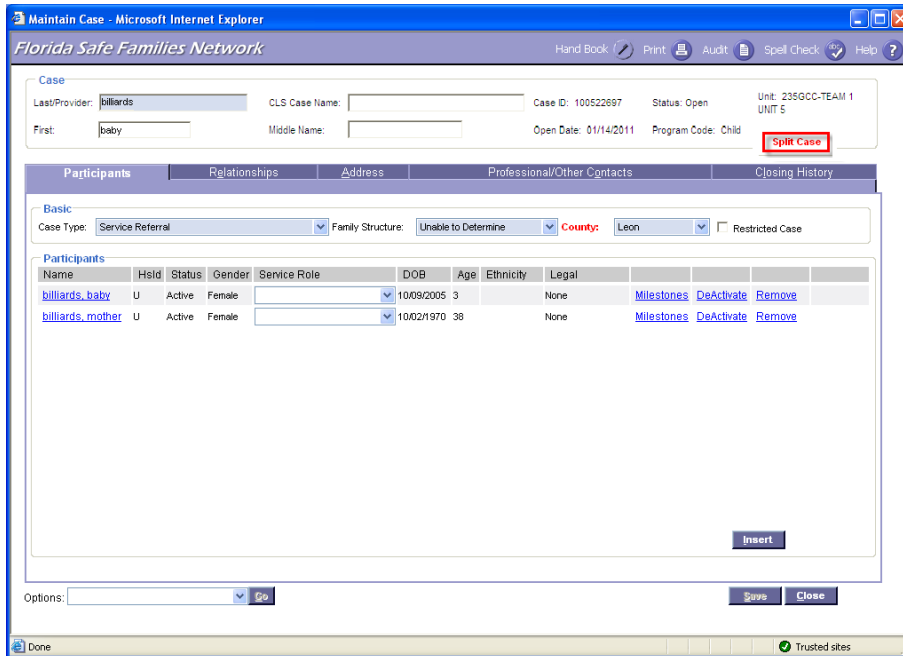 Maintain Case - Microsoft Internet Explorer
Florida Safe Families Network Hand Book Print Audit Spell Check abc Help ?
Case
Last/Provider: billiards CLS Case Name: Case ID: 100522697 Status: Open Unit: 235GCC-TEAM 1
UNIT 5
First: baby Middle Name: Open Date: 01/14/2011 Program Code: Child
Split Case
Participants Relationships Address Professional/Other Contacts Closing History
Basic
Case Type: Service Referral Family Structure: Unable to Determine County: Leon Restricted Case
Participants
Name Hsld Status Gender Service Role DOB Age Ethnicity Legal
billiards, baby U Active Female 10/09/2005 3 None Milestones DeActivate Remove
billiards, mother U Active Female 10/02/1970 38 None Milestones DeActivate Remove
Insert
Options: Go Save Close
Done Trusted sites